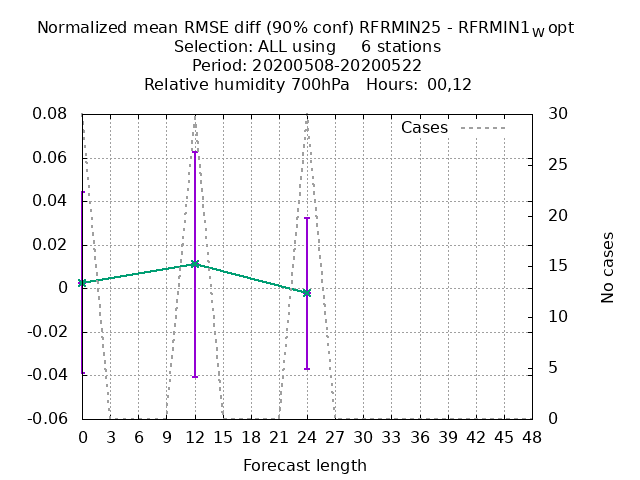 Normalized mean RMSE diff (90% conf) RFRMIN25 - RFRMIN1wopt
Selection: ALL using 6 stations
Period: 20200508-20200522
Relative humidity 700hPa Hours: 00,12
0.08 30
Cases
0.06 25
0.04 20
0.02 15
0
-0.02 10
-0.04 5
-0.06 0
No cases
0 3 6 9 12 15 18 21 24 27 30 33 36 39 42 45 48
Forecast length